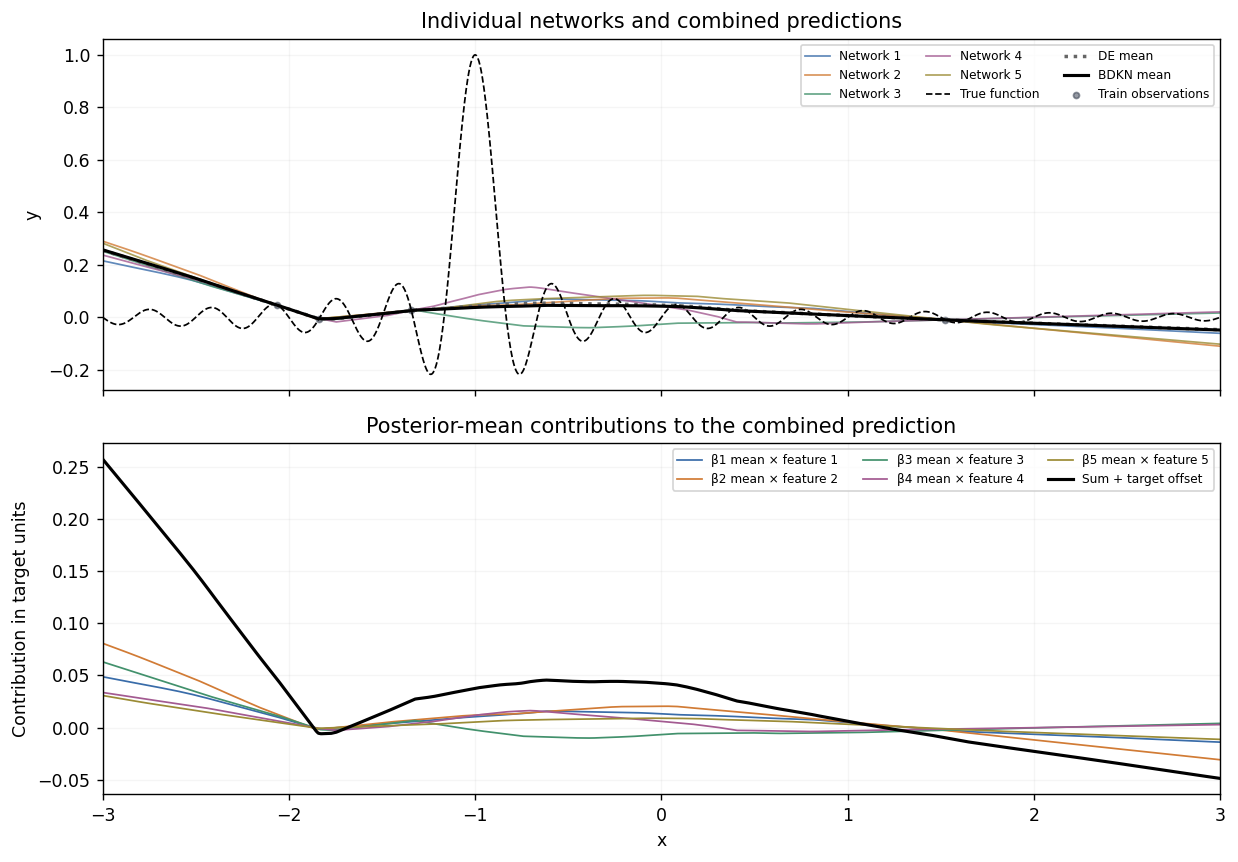 Individual networks and combined predictions
Network 1 Network 4 DE mean
Network 2 Network 5 BDKN mean
Network 3 True function Train observations
1.0
0.8
0.6
0.4
0.2
0.0
−0.2
y
Posterior-mean contributions to the combined prediction
β1 mean × feature 1 β3 mean × feature 3 β5 mean × feature 5
β2 mean × feature 2 β4 mean × feature 4 Sum + target offset
0.25
0.20
0.15
0.10
0.05
0.00
−0.05
Contribution in target units
−3 −2 −1 0 1 2 3
x